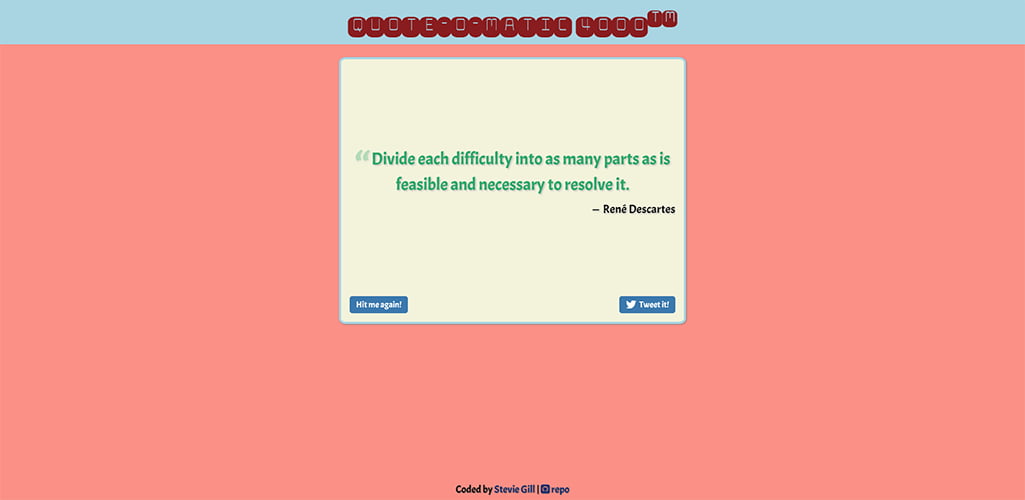 QUOTE-O-MATIC 4000™
“Divide each difficulty into as many parts as is
feasible and necessary to resolve it.
— René Descartes
Hit me again!
Tweet it!
Coded by Stevie Gill | repo